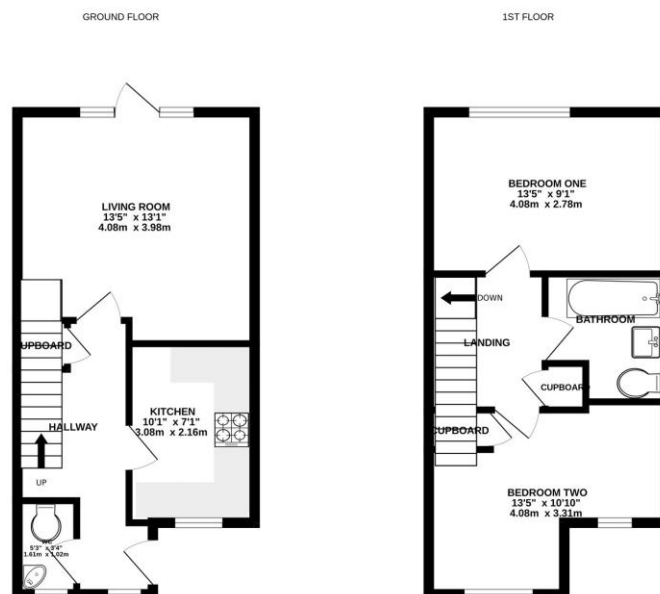 GROUND FLOOR
1ST FLOOR
LIVING ROOM
13'5" x 13'1"
4.08m x 3.98m
UPBOARD
KITCHEN
10'1" x 7'1"
3.08m x 2.16m
HALLWAY
UP
WC
5'3" x 3'4"
1.61m x 1.02m
BEDROOM ONE
13'5" x 9'1"
4.08m x 2.78m
DOWN
BATHROOM
LANDING
CUPBOARD
CUPBOARD
BEDROOM TWO
13'5" x 10'10"
4.08m x 3.31m